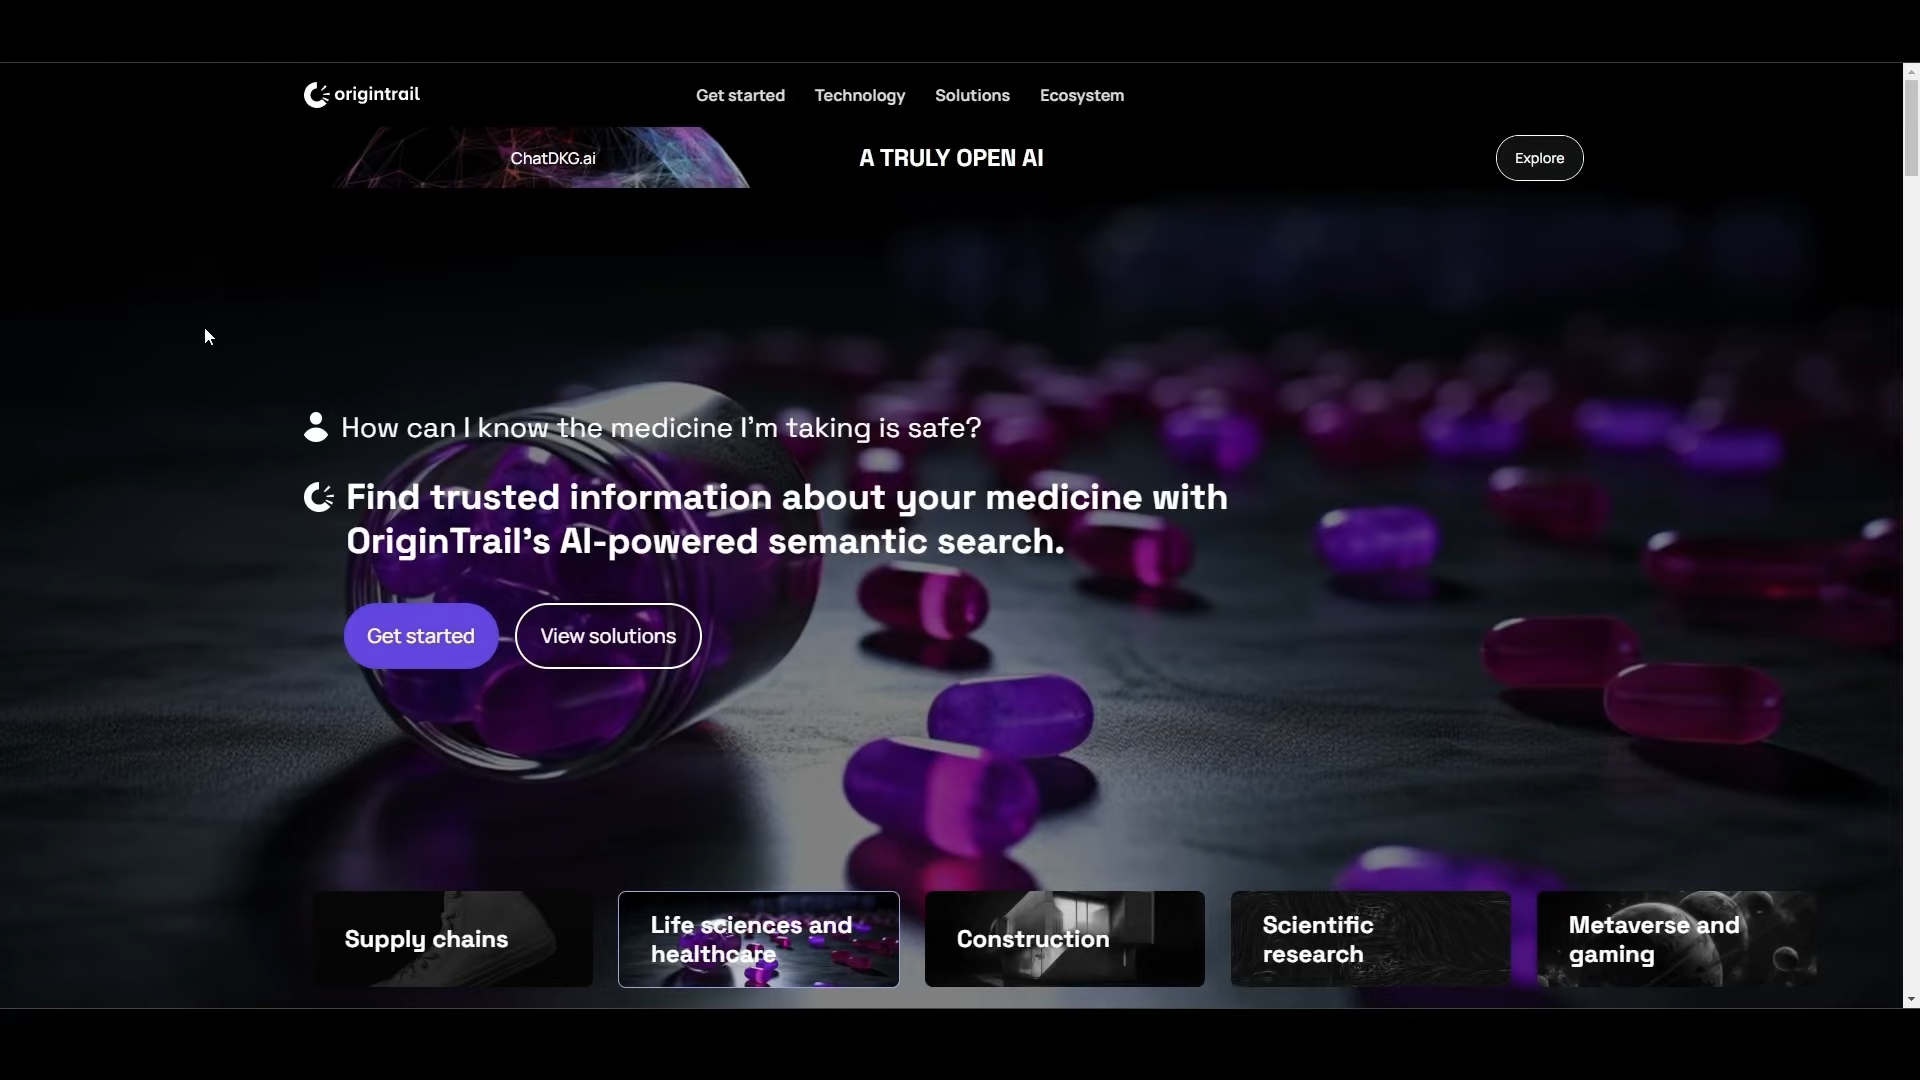 origintrail
Get started Technology Solutions Ecosystem
ChatDKG.ai
A TRULY OPEN AI
Explore
How can I know the medicine I'm taking is safe?
Find trusted information about your medicine with
OriginTrail's AI-powered semantic search.
Get started
View solutions
Supply chains
Life sciences and
healthcare
Construction
Scientific
research
Metaverse and
gaming